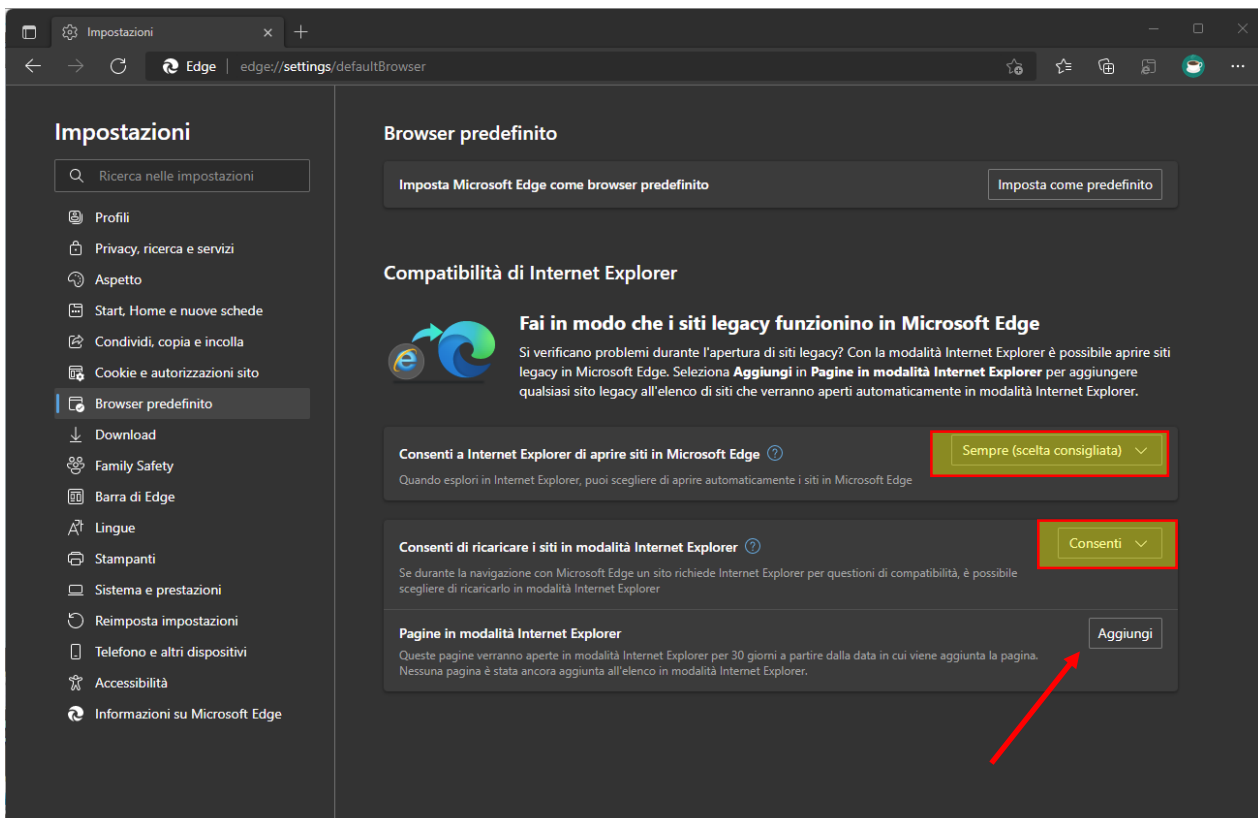 Impostazioni
Edge | edge://settings/defaultBrowser
Impostazioni
Ricerca nelle impostazioni
Profili
Privacy, ricerca e servizi
Aspetto
Start, Home e nuove schede
Condividi, copia e incolla
Cookie e autorizzazioni sito
Browser predefinito
Download
Family Safety
Barra di Edge
Lingue
Stampanti
Sistema e prestazioni
Reimposta impostazioni
Telefono e altri dispositivi
Accessibilità
Informazioni su Microsoft Edge
Browser predefinito
Imposta Microsoft Edge come browser predefinito
Imposta come predefinito
Compatibilità di Internet Explorer
Fai in modo che i siti legacy funzionino in Microsoft Edge
Si verificano problemi durante l'apertura di siti legacy? Con la modalità Internet Explorer è possibile aprire siti
legacy in Microsoft Edge. Seleziona Aggiungi in Pagine in modalità Internet Explorer per aggiungere
qualsiasi sito legacy all'elenco di siti che verranno aperti automaticamente in modalità Internet Explorer.
Consenti a Internet Explorer di aprire siti in Microsoft Edge
Sempre (scelta consigliata)
Quando esplori in Internet Explorer, puoi scegliere di aprire automaticamente i siti in Microsoft Edge
Consenti di ricaricare i siti in modalità Internet Explorer
Consenti
Se durante la navigazione con Microsoft Edge un sito richiede Internet Explorer per questioni di compatibilità, è possibile
scegliere di ricaricarlo in modalità Internet Explorer
Pagine in modalità Internet Explorer
Aggiungi
Queste pagine verranno aperte in modalità Internet Explorer per 30 giorni a partire dalla data in cui viene aggiunta la pagina.
Nessuna pagina è stata ancora aggiunta all'elenco in modalità Internet Explorer.